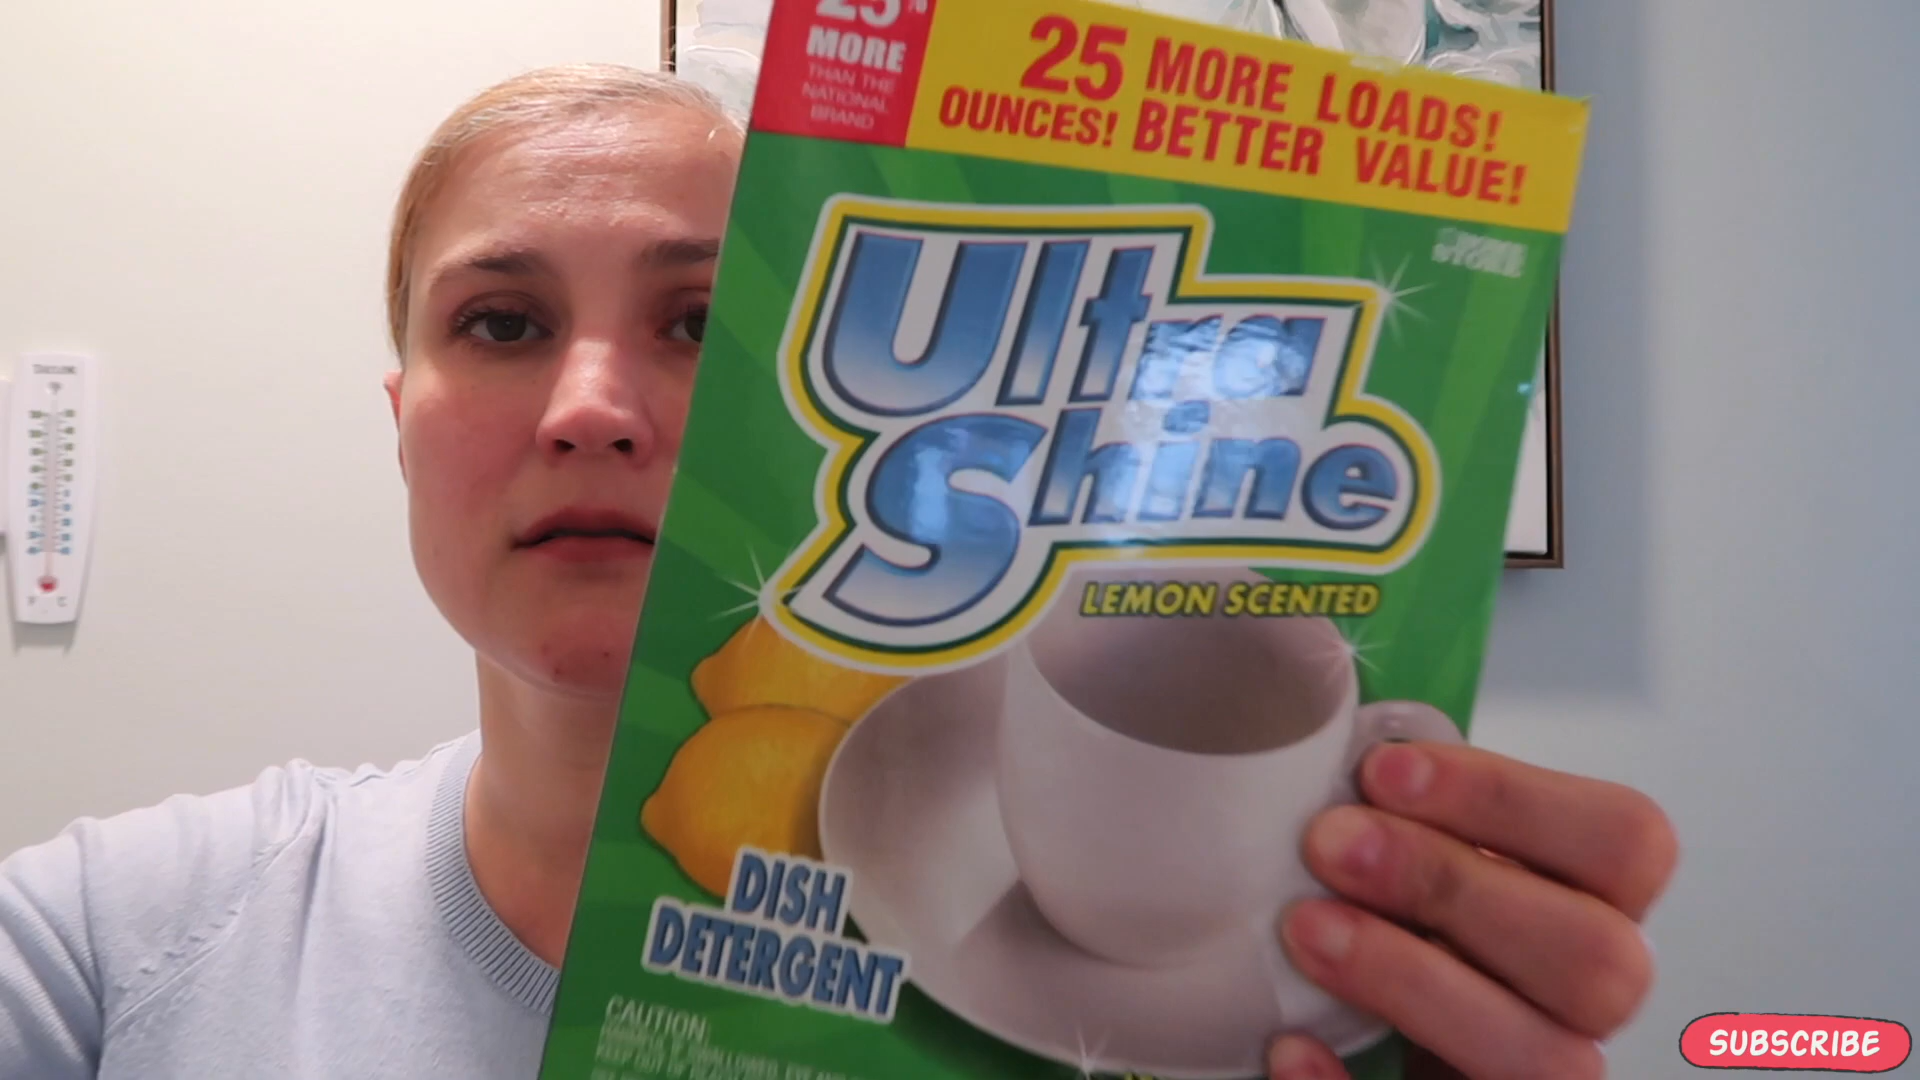 25%
MORE
THAN THE
NATIONAL
BRAND
25 MORE LOADS!
OUNCES! BETTER VALUE!
Ultra
Shine
LEMON SCENTED
DISH
DETERGENT
CAUTION:
TAYLOR
F C
SUBSCRIBE